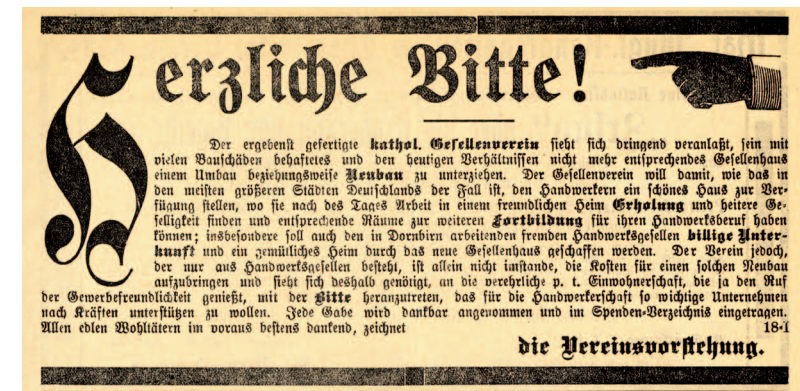 Herzliche Bitte!
Der ergebenst gefertigte kathol. Gesellenverein sieht sich dringend veranlaßt, sein mit
vielen Bauschäden behaftetes und den heutigen Verhältnissen nicht mehr entsprechendes Gesellenhaus
einem Umbau beziehungsweise Neubau zu unterziehen. Der Gesellenverein will damit, wie das in
den meisten größeren Städten Deutschlands der Fall ist, den Handwerkern ein schönes Haus zur Ver-
fügung stellen, wo sie nach des Tages Arbeit in einem freundlichen Heim Erholung und heitere Ge-
selligkeit finden und entsprechende Räume zur weiteren Fortbildung für ihren Handwerksberuf haben
können; insbesondere soll auch den in Dornbirn arbeitenden fremden Handwerksgesellen billige Unter-
kunft und ein gemütliches Heim durch das neue Gesellenhaus geschaffen werden. Der Verein jedoch,
der nur aus Handwerksgesellen besteht, ist allein nicht imstande, die Kosten für einen solchen Neubau
aufzubringen und sieht sich deshalb genötigt, an die verehrliche p. t. Einwohnerschaft, die ja den Ruf
der Gewerbefreundlichkeit genießt, mit der Bitte heranzutreten, das für die Handwerkerschaft so wichtige Unternehmen
nach Kräften unterstützen zu wollen. Jede Gabe wird dankbar angenommen und im Spenden-Verzeichnis eingetragen.
Allen edlen Wohltätern im voraus bestens dankend, zeichnet 18-1
die Vereinsvorstehung.